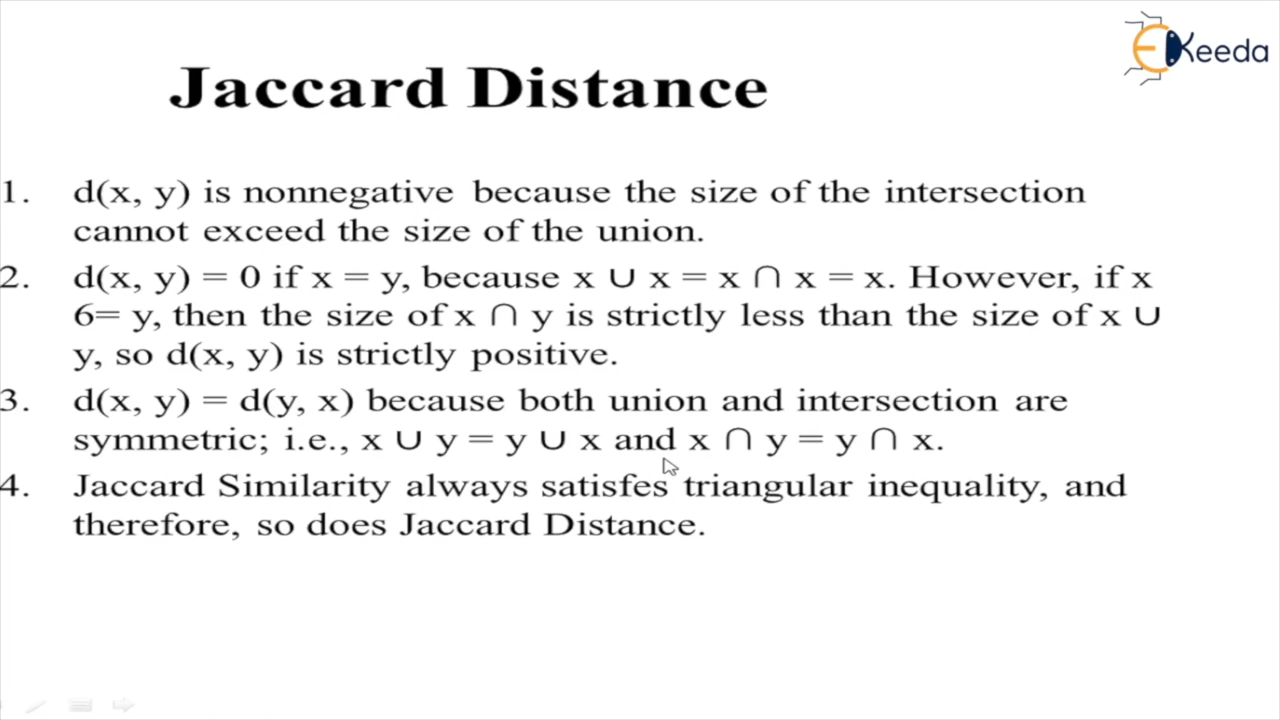 EKeeda
Jaccard Distance
1. d(x, y) is nonnegative because the size of the intersection
cannot exceed the size of the union.
2. d(x, y) = 0 if x = y, because x ∪ x = x ∩ x = x. However, if x
6= y, then the size of x ∩ y is strictly less than the size of x ∪
y, so d(x, y) is strictly positive.
3. d(x, y) = d(y, x) because both union and intersection are
symmetric; i.e., x ∪ y = y ∪ x and x ∩ y = y ∩ x.
4. Jaccard Similarity always satisfes triangular inequality, and
therefore, so does Jaccard Distance.